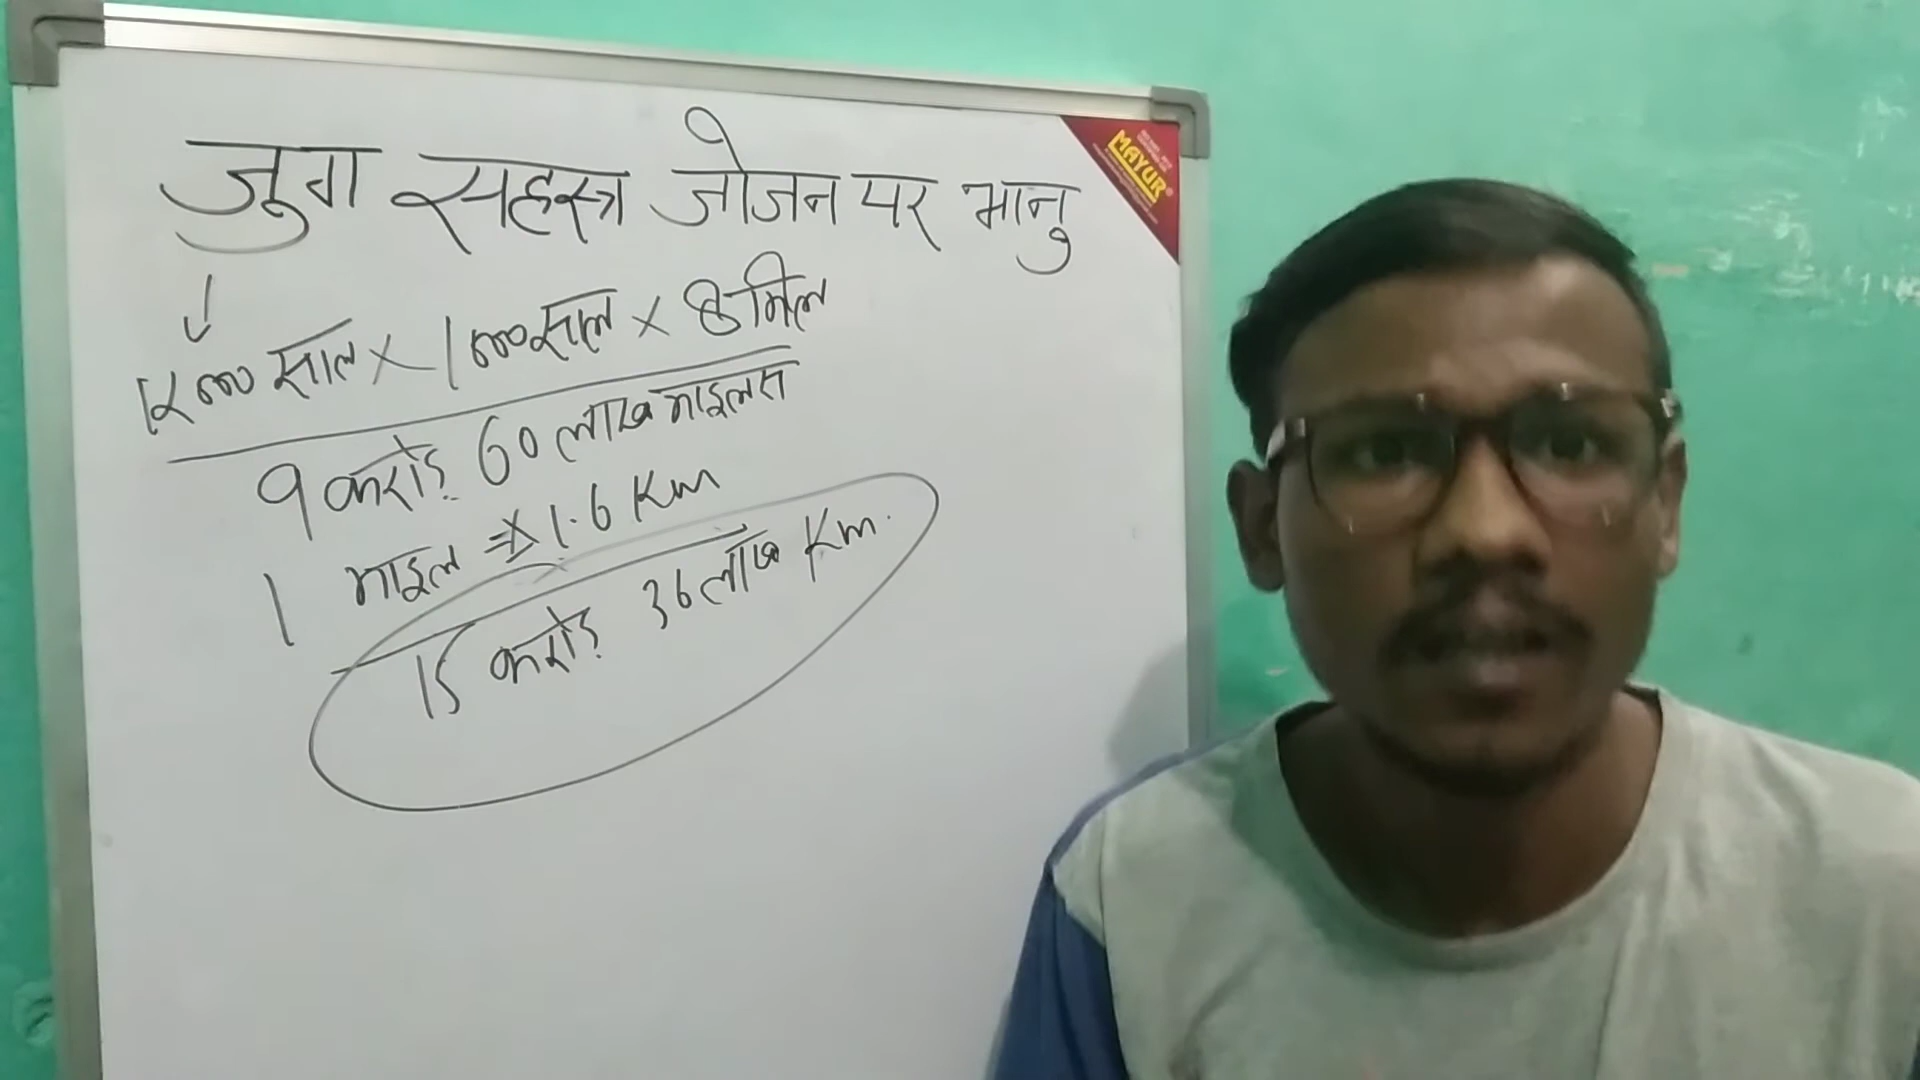 जुग सहस्त्र जोजन पर भानु
↓
12000 साल × 1000 साल × 8 मिल
9 करोड़ 60 लाख माइलस
1 माइल ⇒ 1.6 Km
15 करोड़ 36 लाख Km.
MAYUR